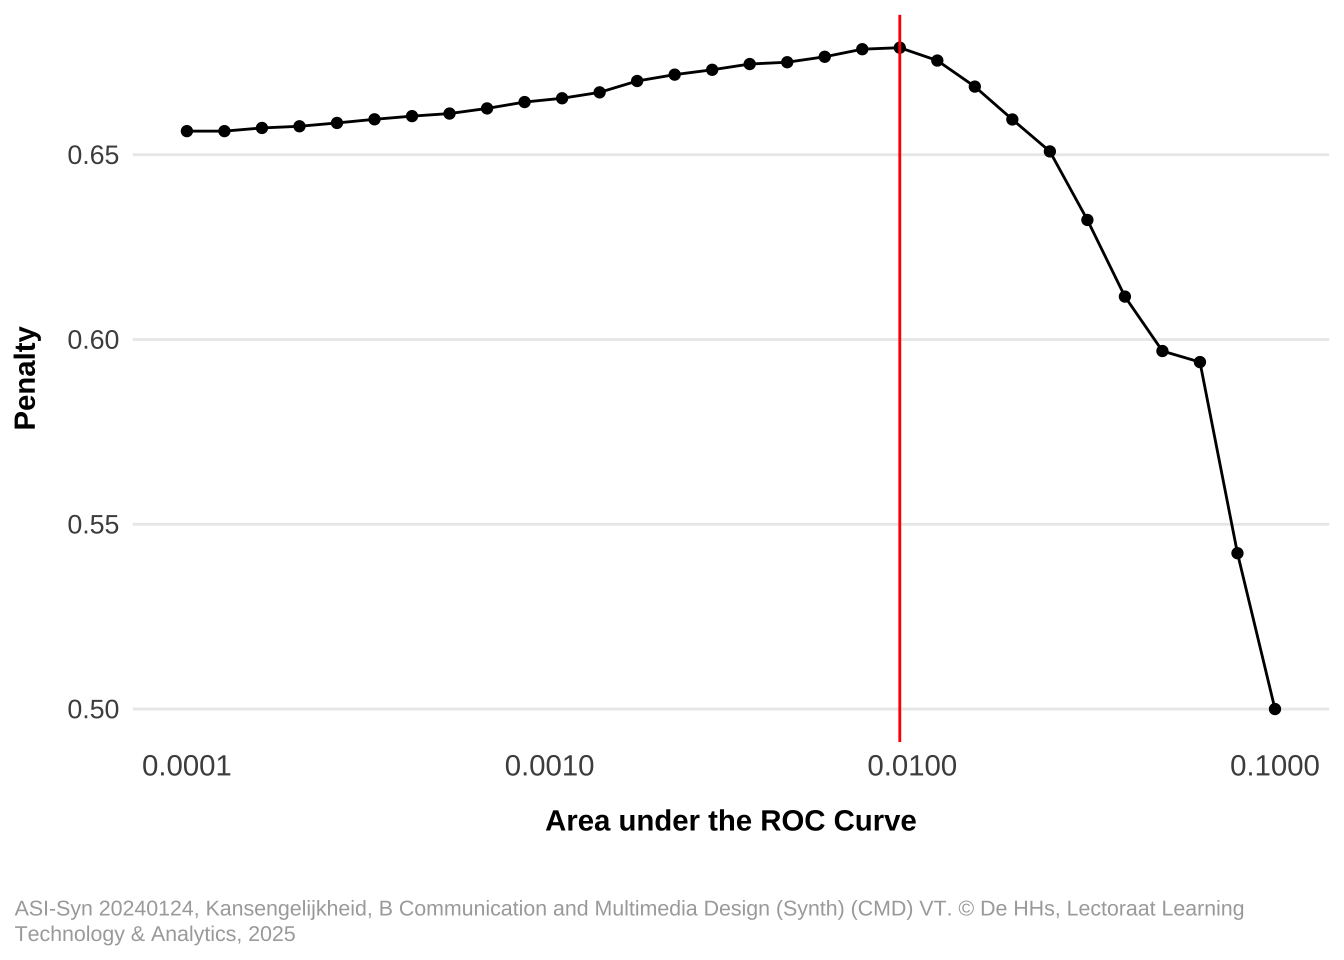 0.65
0.60
0.55
0.50
Penalty
0.0001 0.0010 0.0100 0.1000
Area under the ROC Curve
ASI-Syn 20240124, Kansengelijkheid, B Communication and Multimedia Design (Synth) (CMD) VT. © De HHs, Lectoraat Learning
Technology & Analytics, 2025